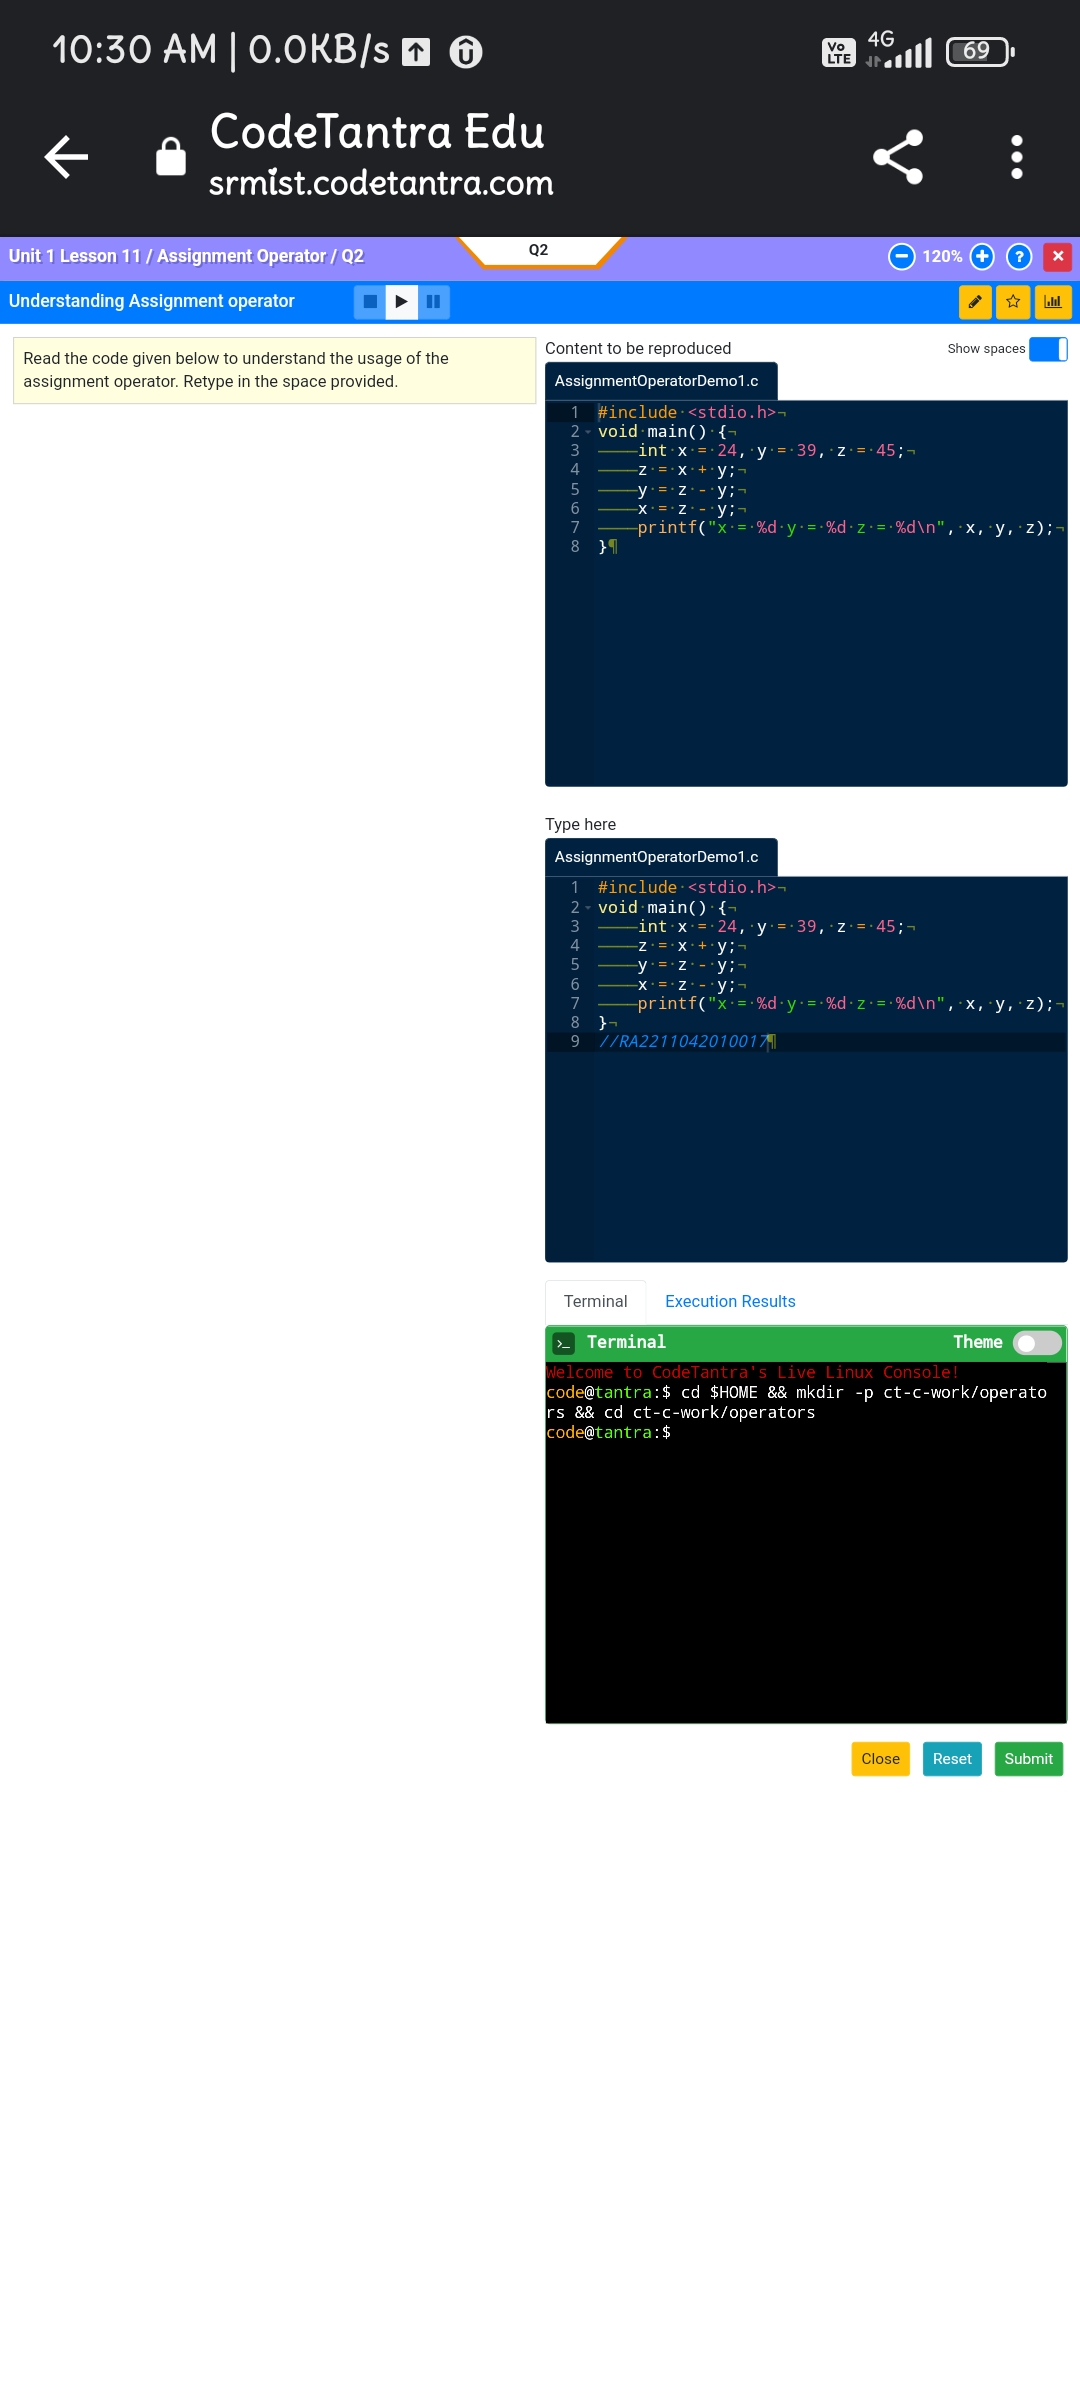 10:30 AM | 0.0KB/s
Vo LTE 4G 69
CodeTantra Edu
srmist.codetantra.com
Unit 1 Lesson 11 / Assignment Operator / Q2
Q2
120%
?
Understanding Assignment operator
Read the code given below to understand the usage of the
assignment operator. Retype in the space provided.
Content to be reproduced
Show spaces
AssignmentOperatorDemo1.c
1 #include·<stdio.h>¬
2 void·main()·{¬
3 ————int·x·=·24,·y·=·39,·z·=·45;¬
4 ————z·=·x·+·y;¬
5 ————y·=·z·-·y;¬
6 ————x·=·z·-·y;¬
7 ————printf("x·=·%d·y·=·%d·z·=·%d\n",·x,·y,·z);¬
8 }¶
Type here
AssignmentOperatorDemo1.c
1 #include·<stdio.h>¬
2 void·main()·{¬
3 ————int·x·=·24,·y·=·39,·z·=·45;¬
4 ————z·=·x·+·y;¬
5 ————y·=·z·-·y;¬
6 ————x·=·z·-·y;¬
7 ————printf("x·=·%d·y·=·%d·z·=·%d\n",·x,·y,·z);¬
8 }¬
9 //RA2211042010017¶
Terminal
Execution Results
>_ Terminal
Theme
Welcome to CodeTantra's Live Linux Console!
code@tantra:$ cd $HOME && mkdir -p ct-c-work/operato
rs && cd ct-c-work/operators
code@tantra:$
Close
Reset
Submit